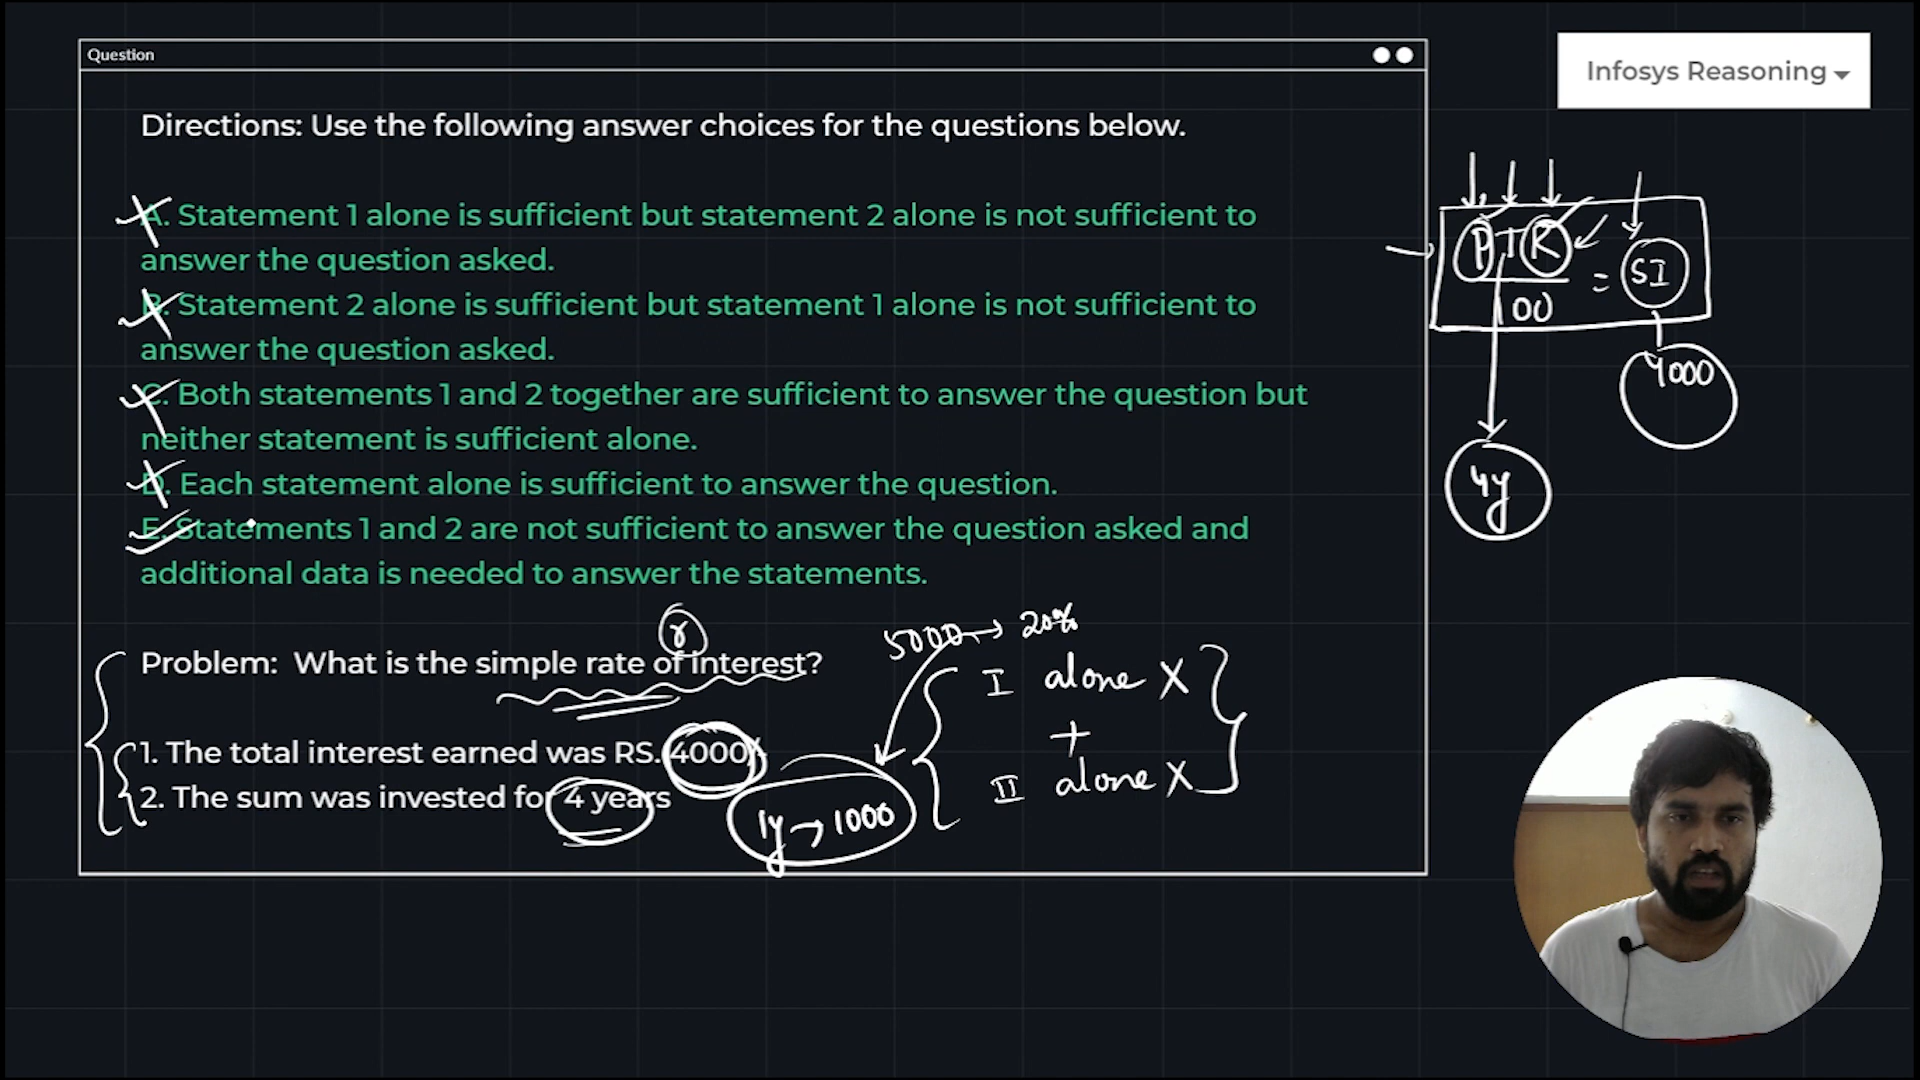 Question
Infosys Reasoning
Directions: Use the following answer choices for the questions below.
A. Statement 1 alone is sufficient but statement 2 alone is not sufficient to
answer the question asked.
B. Statement 2 alone is sufficient but statement 1 alone is not sufficient to
answer the question asked.
C. Both statements 1 and 2 together are sufficient to answer the question but
neither statement is sufficient alone.
D. Each statement alone is sufficient to answer the question.
E. Statements 1 and 2 are not sufficient to answer the question asked and
additional data is needed to answer the statements.
PTR
100
= SI
4000
4y
r
Problem: What is the simple rate of interest?
5000 → 20%
I alone X
+
II alone X
1. The total interest earned was RS. 4000/-
2. The sum was invested for 4 years
1y → 1000